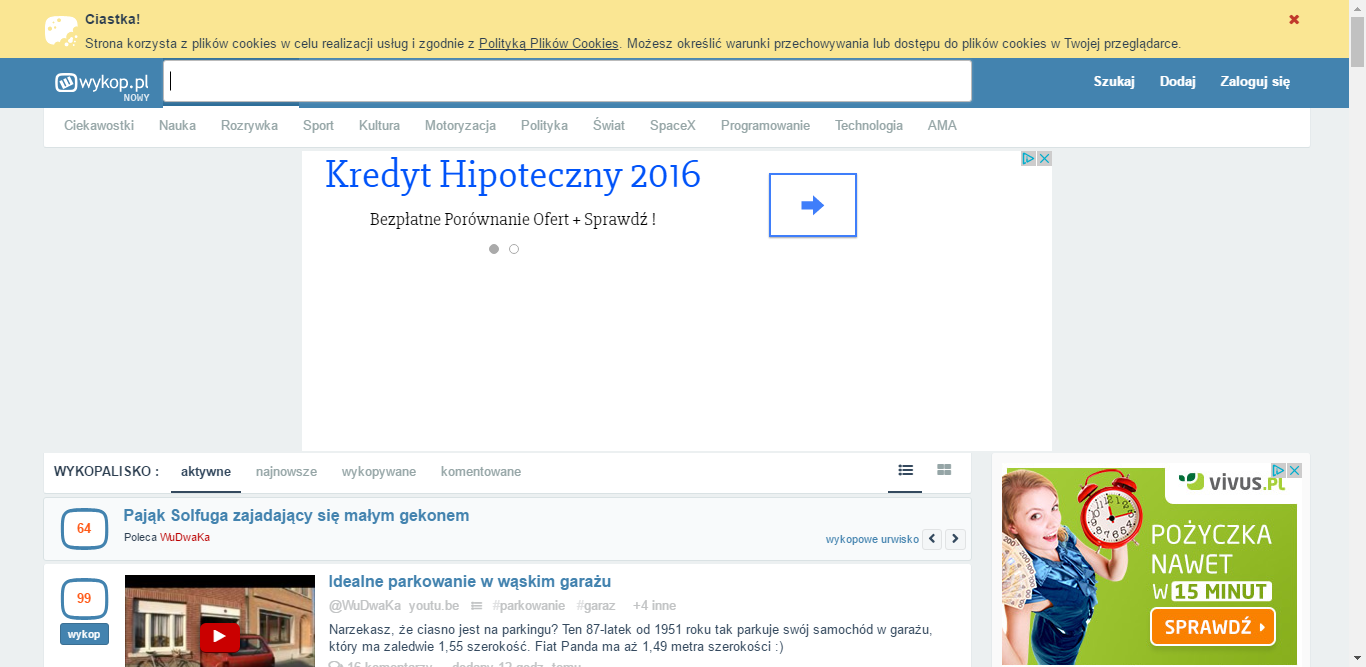 Ciastka!
Strona korzysta z plików cookies w celu realizacji usług i zgodnie z Polityką Plików Cookies. Możesz określić warunki przechowywania lub dostępu do plików cookies w Twojej przeglądarce.
wykop.pl
NOWY
Szukaj Dodaj Zaloguj się
Ciekawostki Nauka Rozrywka Sport Kultura Motoryzacja Polityka Świat SpaceX Programowanie Technologia AMA
Kredyt Hipoteczny 2016
Bezpłatne Porównanie Ofert + Sprawdź !
WYKOPALISKO : aktywne najnowsze wykopywane komentowane
64
Pająk Solfuga zajadający się małym gekonem
Poleca WuDwaKa
wykopowe urwisko
99
wykop
Idealne parkowanie w wąskim garażu
@WuDwaKa youtu.be #parkowanie #garaz +4 inne
Narzekasz, że ciasno jest na parkingu? Ten 87-latek od 1951 roku tak parkuje swój samochód w garażu,
który ma zaledwie 1,55 szerokość. Fiat Panda ma aż 1,49 metra szerokości :)
16 komentarzy dodany 12 godz. temu
vivus.PL
POŻYCZKA
NAWET
W 15 MINUT
SPRAWDŹ